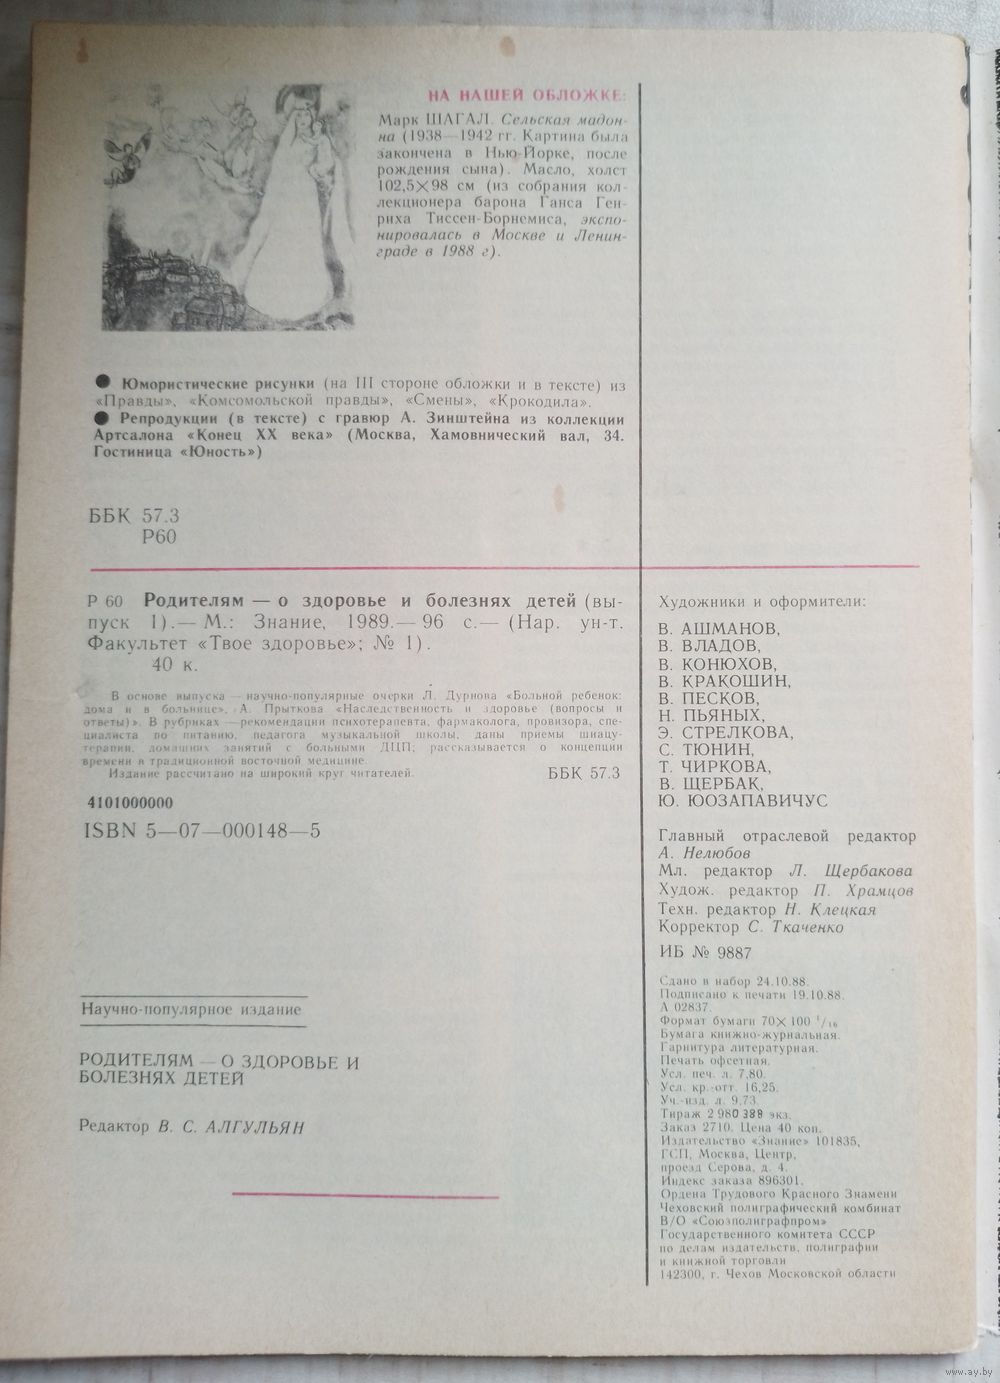 НА НАШЕЙ ОБЛОЖКЕ:
Марк ШАГАЛ. Сельская мадон-
на (1938—1942 гг. Картина была
закончена в Нью-Йорке, после
рождения сына). Масло, холст
102,5×98 см (из собрания кол-
лекционера барона Ганса Ген-
риха Тиссен-Борнемиса, экспо-
нировалась в Москве и Ленин-
граде в 1988 г).
● Юмористические рисунки (на III стороне обложки и в тексте) из
«Правды», «Комсомольской правды», «Смены», «Крокодила».
● Репродукции (в тексте) с гравюр А. Зинштейна из коллекции
Артсалона «Конец XX века» (Москва, Хамовнический вал, 34.
Гостиница «Юность»)
ББК 57.3
Р60
Р 60 Родителям — о здоровье и болезнях детей (вы-
пуск 1).— М.: Знание, 1989.— 96 с.— (Нар. ун-т.
Факультет «Твое здоровье»; № 1).
40 к.
В основе выпуска — научно-популярные очерки Л. Дурнова «Больной ребенок:
дома и в больнице», А. Прыткова «Наследственность и здоровье (вопросы и
ответы)». В рубриках — рекомендации психотерапевта, фармаколога, провизора, спе-
циалиста по питанию, педагога музыкальной школы, даны приемы шиацу-
терапии, домашних занятий с больными ДЦП, рассказывается о концепции
времени в традиционной восточной медицине.
Издание рассчитано на широкий круг читателей.
ББК 57.3
4101000000
ISBN 5—07—000148—5
Научно-популярное издание
РОДИТЕЛЯМ — О ЗДОРОВЬЕ И
БОЛЕЗНЯХ ДЕТЕЙ
Редактор В. С. АЛГУЛЬЯН
Художники и оформители:
В. АШМАНОВ,
В. ВЛАДОВ,
В. КОНЮХОВ,
В. КРАКОШИН,
В. ПЕСКОВ,
Н. ПЬЯНЫХ,
Э. СТРЕЛКОВА,
С. ТЮНИН,
Т. ЧИРКОВА,
В. ЩЕРБАК,
Ю. ЮОЗАПАВИЧУС
Главный отраслевой редактор
А. Нелюбов
Мл. редактор Л. Щербакова
Худож. редактор П. Храмцов
Техн. редактор Н. Клецкая
Корректор С. Ткаченко
ИБ № 9887
Сдано в набор 24.10.88.
Подписано к печати 19.10.88.
А 02837.
Формат бумаги 70×100 1/16
Бумага книжно-журнальная.
Гарнитура литературная.
Печать офсетная.
Усл. печ. л. 7,80.
Усл. кр.-отт. 16,25.
Уч.-изд. л. 9,73.
Тираж 2 980 389 экз.
Заказ 2710. Цена 40 коп.
Издательство «Знание» 101835,
ГСП, Москва, Центр,
проезд Серова, д. 4.
Индекс заказа 896301.
Ордена Трудового Красного Знамени
Чеховский полиграфический комбинат
В/О «Союзполиграфпром»
Государственного комитета СССР
по делам издательств, полиграфии
и книжной торговли
142300, г. Чехов Московской области
www.ay.by